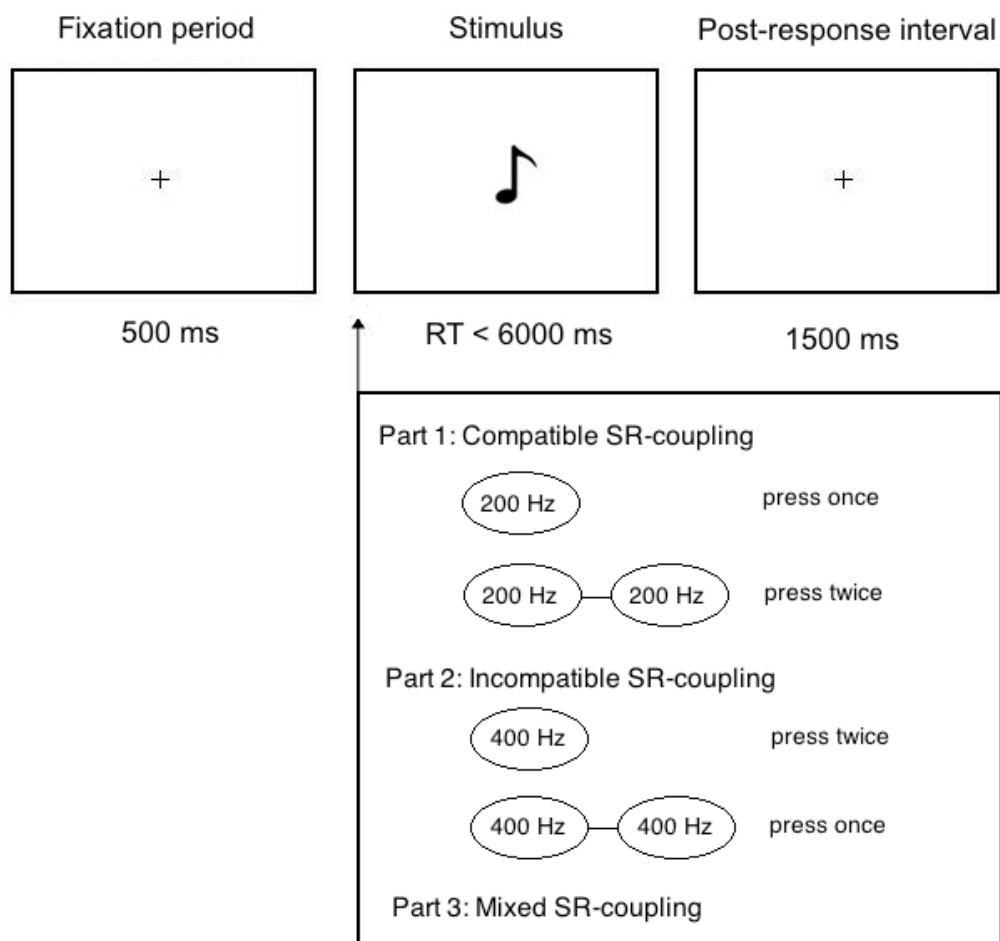 Fixation period
Stimulus
Post-response interval
+
+
500 ms
RT < 6000 ms
1500 ms
Part 1: Compatible SR-coupling
200 Hz
press once
200 Hz
200 Hz
press twice
Part 2: Incompatible SR-coupling
400 Hz
press twice
400 Hz
400 Hz
press once
Part 3: Mixed SR-coupling